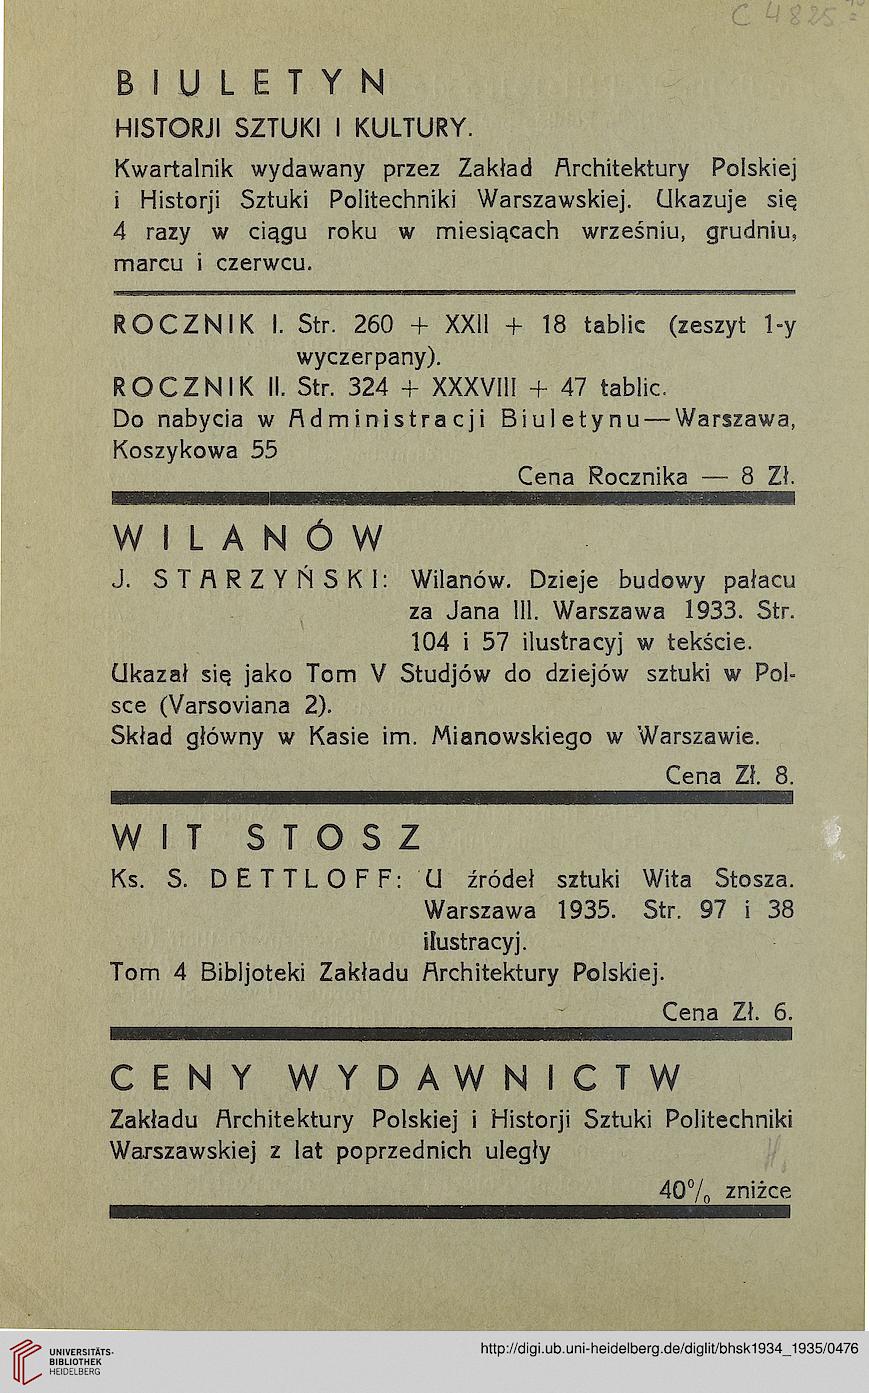 C 4825
BIULETYN
HISTORJI SZTUKI I KULTURY.
Kwartalnik wydawany przez Zakład Architektury Polskiej
i Historji Sztuki Politechniki Warszawskiej. Ukazuje się
4 razy w ciągu roku w miesiącach wrześniu, grudniu,
marcu i czerwcu.
ROCZNIK I. Str. 260 + XXII + 18 tablic (zeszyt 1-y
wyczerpany).
ROCZNIK II. Str. 324 + XXXVIII + 47 tablic.
Do nabycia w Administracji Biuletynu—Warszawa,
Koszykowa 55
Cena Rocznika — 8 Zł.
WILANÓW
J. STARZYŃSKI: Wilanów. Dzieje budowy pałacu
za Jana III. Warszawa 1933. Str.
104 i 57 ilustracyj w tekście.
Ukazał się jako Tom V Studjów do dziejów sztuki w Pol-
sce (Varsoviana 2).
Skład główny w Kasie im. Mianowskiego w Warszawie.
Cena Zł. 8.
WIT STOSZ
Ks. S. DETTLOFF: U źródeł sztuki Wita Stosza.
Warszawa 1935. Str. 97 i 38
ilustracyj.
Tom 4 Bibljoteki Zakładu Architektury Polskiej.
Cena Zł. 6.
CENY WYDAWNICTW
Zakładu Architektury Polskiej i Historji Sztuki Politechniki
Warszawskiej z lat poprzednich uległy
40% zniżce
UNIVERSITÄTS-
BIBLIOTHEK
HEIDELBERG
http://digi.ub.uni-heidelberg.de/diglit/bhsk1934_1935/0476